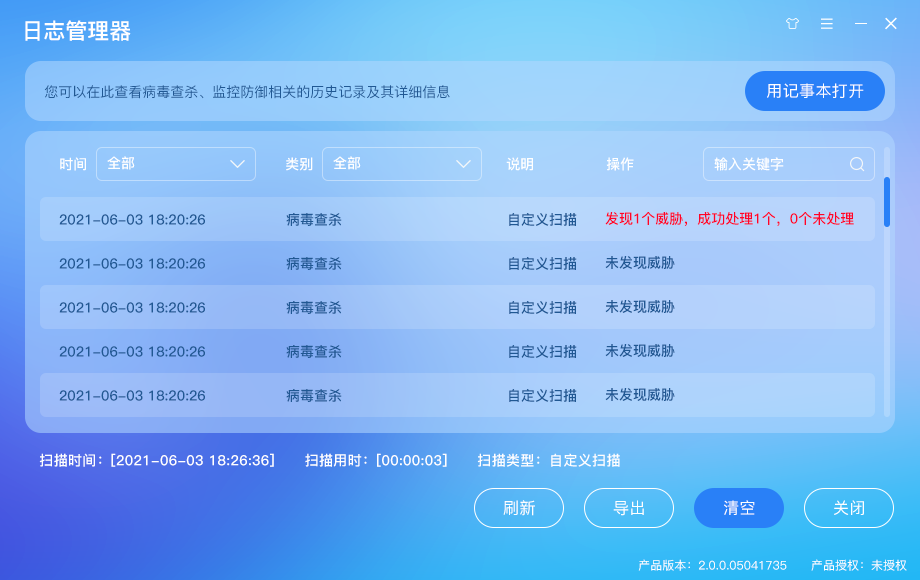 日志管理器
您可以在此查看病毒查杀、监控防御相关的历史记录及其详细信息
用记事本打开
时间 全部 类别 全部 说明 操作 输入关键字
2021-06-03 18:20:26 病毒查杀 自定义扫描 发现1个威胁，成功处理1个，0个未处理
2021-06-03 18:20:26 病毒查杀 自定义扫描 未发现威胁
2021-06-03 18:20:26 病毒查杀 自定义扫描 未发现威胁
2021-06-03 18:20:26 病毒查杀 自定义扫描 未发现威胁
2021-06-03 18:20:26 病毒查杀 自定义扫描 未发现威胁
扫描时间：[2021-06-03 18:26:36] 扫描用时：[00:00:03] 扫描类型：自定义扫描
刷新 导出 清空 关闭
产品版本：2.0.0.05041735 产品授权：未授权